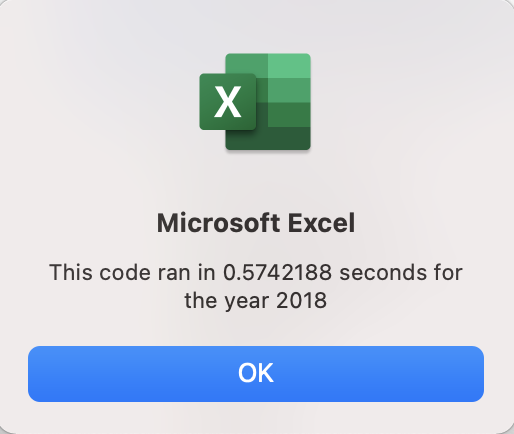 X
Microsoft Excel
This code ran in 0.5742188 seconds for
the year 2018
OK